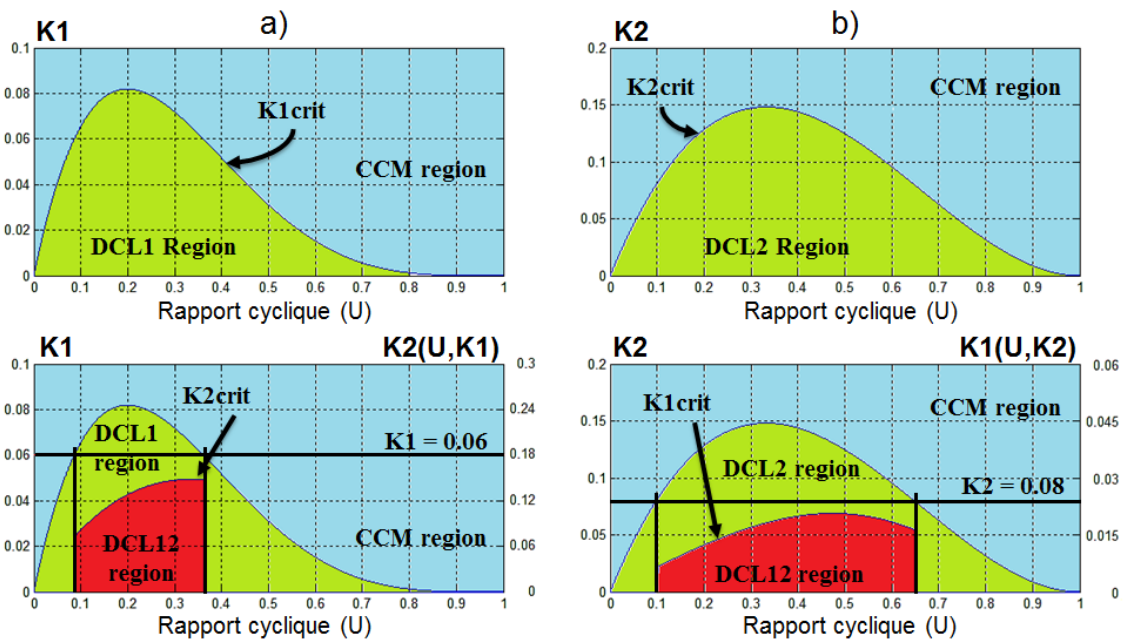 a)
K1
0.1
0.08
0.06
0.04
0.02
0
K1crit
CCM region
DCL1 Region
0 0.1 0.2 0.3 0.4 0.5 0.6 0.7 0.8 0.9 1
Rapport cyclique (U)
b)
K2
0.2
0.15
0.1
0.05
0
K2crit
CCM region
DCL2 Region
0 0.1 0.2 0.3 0.4 0.5 0.6 0.7 0.8 0.9 1
Rapport cyclique (U)
K1
K2(U,K1)
0.1
0.08
0.06
0.04
0.02
0
0.3
0.24
0.18
0.12
0.06
0
K2crit
DCL1
region
K1 = 0.06
DCL12
region
CCM region
0 0.1 0.2 0.3 0.4 0.5 0.6 0.7 0.8 0.9 1
Rapport cyclique (U)
K2
K1(U,K2)
0.2
0.15
0.1
0.05
0
0.06
0.045
0.03
0.015
0
K1crit
CCM region
DCL2 region
K2 = 0.08
DCL12 region
0 0.1 0.2 0.3 0.4 0.5 0.6 0.7 0.8 0.9 1
Rapport cyclique (U)